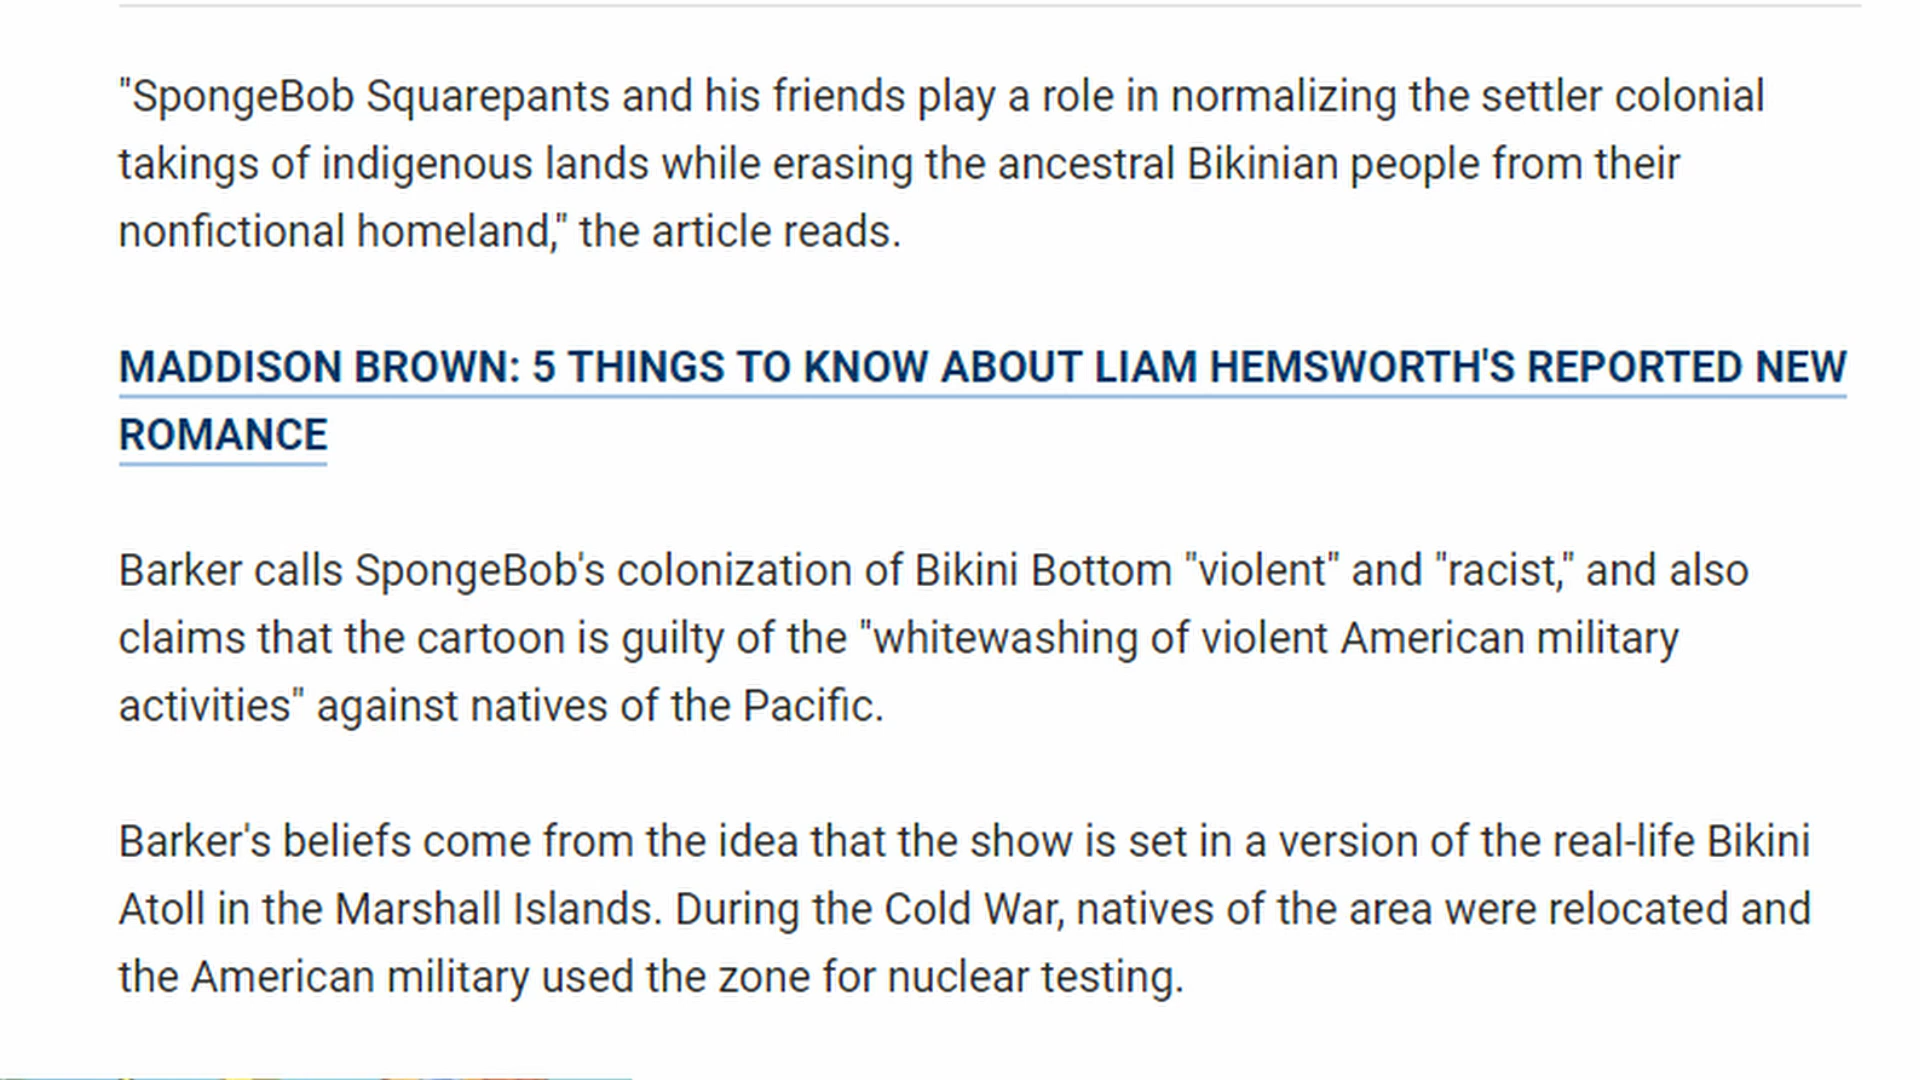 "SpongeBob Squarepants and his friends play a role in normalizing the settler colonial
takings of indigenous lands while erasing the ancestral Bikinian people from their
nonfictional homeland," the article reads.
MADDISON BROWN: 5 THINGS TO KNOW ABOUT LIAM HEMSWORTH'S REPORTED NEW
ROMANCE
Barker calls SpongeBob's colonization of Bikini Bottom "violent" and "racist," and also
claims that the cartoon is guilty of the "whitewashing of violent American military
activities" against natives of the Pacific.
Barker's beliefs come from the idea that the show is set in a version of the real-life Bikini
Atoll in the Marshall Islands. During the Cold War, natives of the area were relocated and
the American military used the zone for nuclear testing.